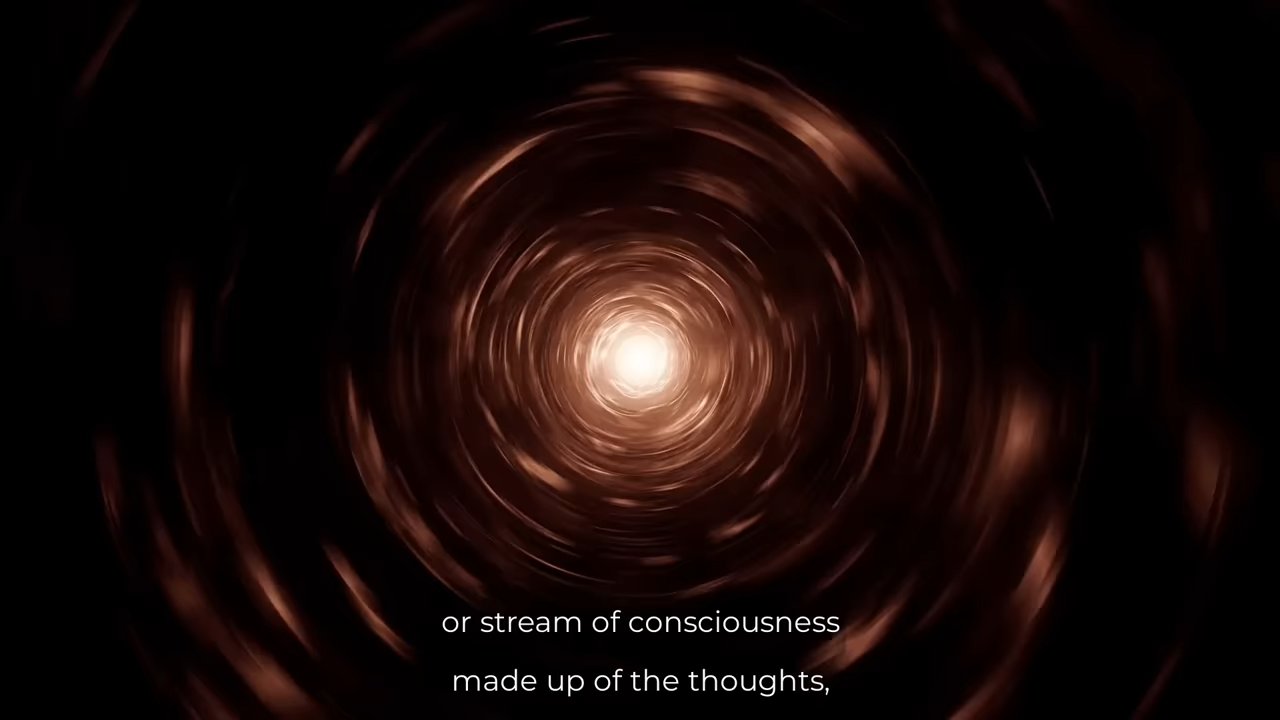 or stream of consciousness
made up of the thoughts,